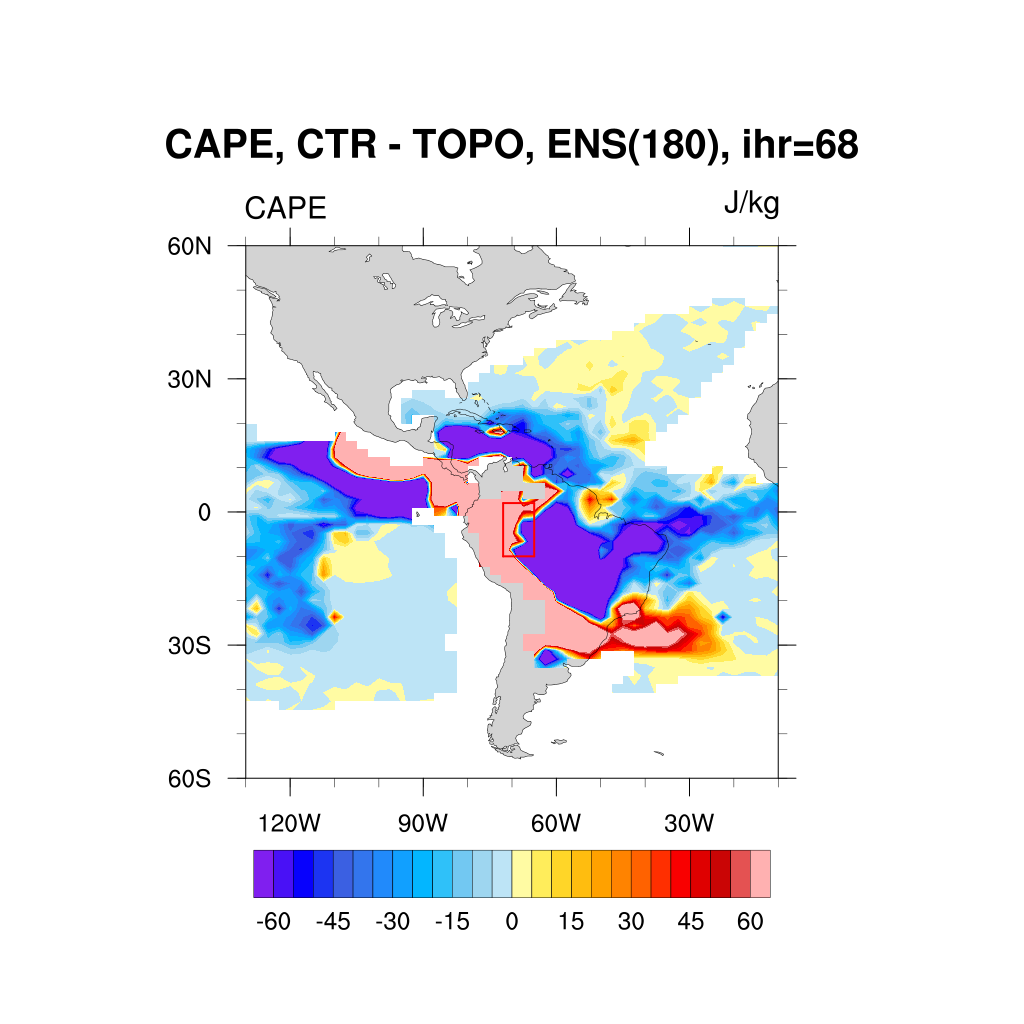 CAPE, CTR - TOPO, ENS(180), ihr=68
CAPE J/kg
60N
30N
0
30S
60S
120W 90W 60W 30W
-60 -45 -30 -15 0 15 30 45 60